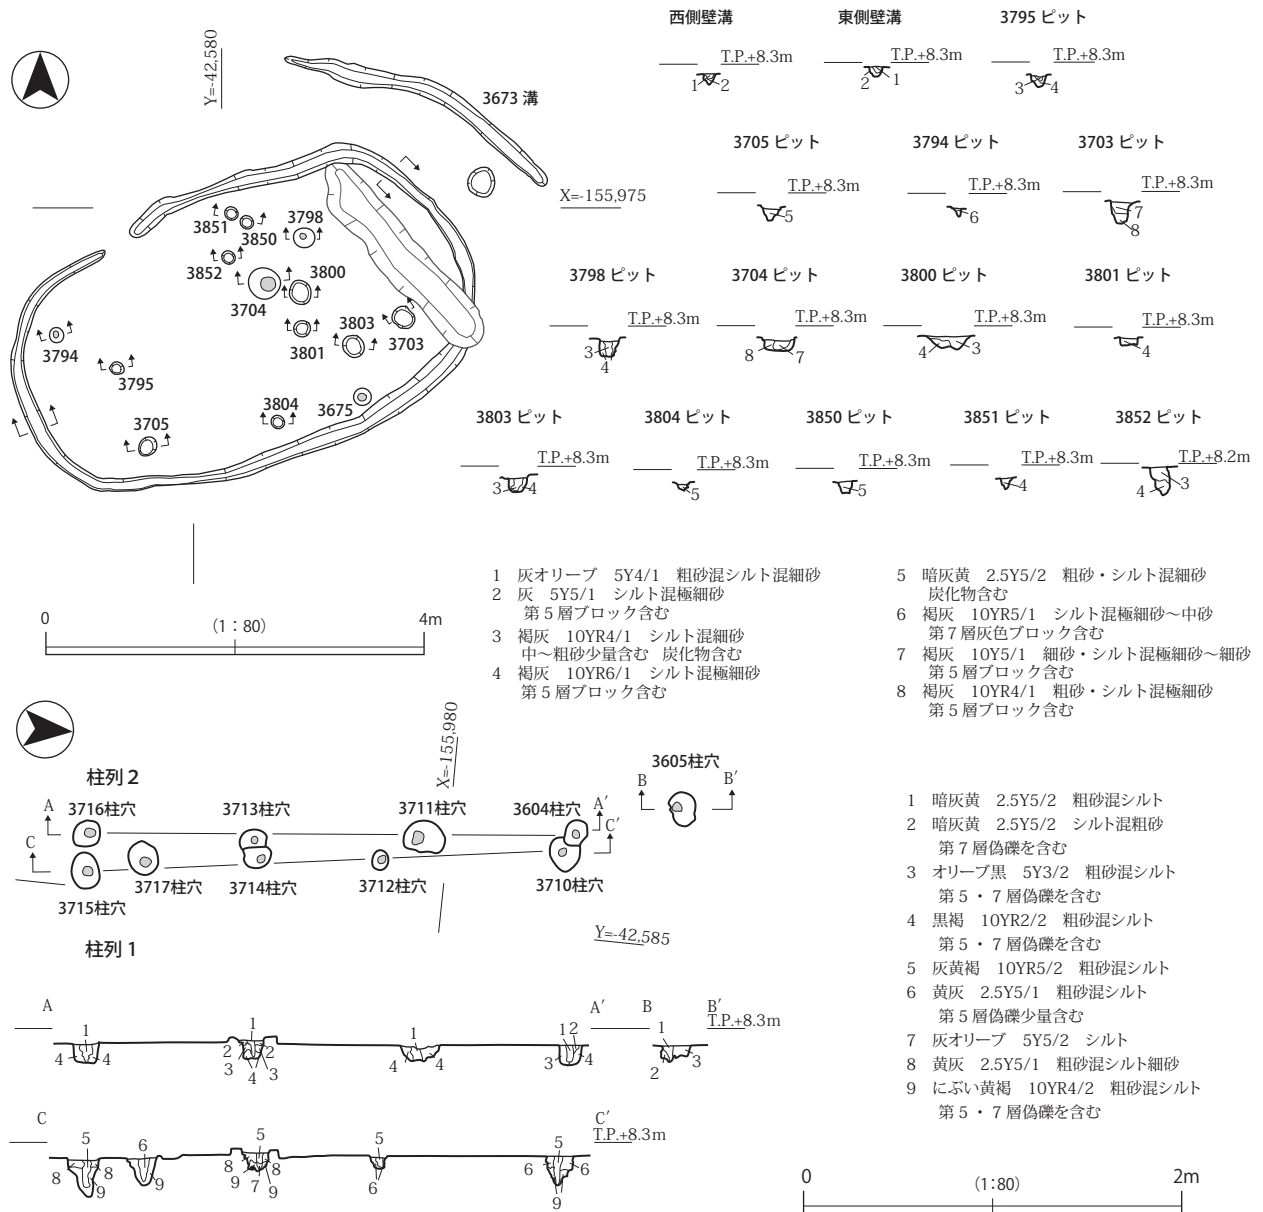 西側壁溝
東側壁溝
3795 ピット
T.P.+8.3m
T.P.+8.3m
T.P.+8.3m
1 2
2 1
3 4
Y=-42,580
3673 溝
X=-155,975
3705 ピット
3794 ピット
3703 ピット
T.P.+8.3m
T.P.+8.3m
T.P.+8.3m
5
6
7
8
3851
3850
3798
3852
3800
3704
3801
3803
3703
3794
3795
3804
3675
3705
3798 ピット
3704 ピット
3800 ピット
3801 ピット
T.P.+8.3m
T.P.+8.3m
T.P.+8.3m
T.P.+8.3m
3
4
8 7
4 3
4
3803 ピット
3804 ピット
3850 ピット
3851 ピット
3852 ピット
T.P.+8.3m
T.P.+8.3m
T.P.+8.3m
T.P.+8.3m
T.P.+8.2m
3 4
5
5
4
4 3
0 (1：80) 4m
1 灰オリーブ 5Y4/1 粗砂混シルト混細砂
2 灰 5Y5/1 シルト混極細砂
第５層ブロック含む
3 褐灰 10YR4/1 シルト混細砂
中～粗砂少量含む 炭化物含む
4 褐灰 10YR6/1 シルト混極細砂
第５層ブロック含む
5 暗灰黄 2.5Y5/2 粗砂・シルト混細砂
炭化物含む
6 褐灰 10YR5/1 シルト混極細砂～中砂
第７層灰色ブロック含む
7 褐灰 10Y5/1 細砂・シルト混極細砂～細砂
第５層ブロック含む
8 褐灰 10YR4/1 粗砂・シルト混極細砂
第５層ブロック含む
X=-155,980
柱列２
A 3716柱穴 3713柱穴 3711柱穴 3604柱穴 A′
3605柱穴
B B′
C C′
3715柱穴 3717柱穴 3714柱穴 3712柱穴 3710柱穴
柱列１
Y=-42,585
A A′ B B′
T.P.+8.3m
1 1 1 1 2 1
4 4 2 2 3 4 3 4 4 3 4 2 3
C C′
T.P.+8.3m
5 6 5 5 5
8 8 9 9 8 8 9 7 9 6 6 6 9
1 暗灰黄 2.5Y5/2 粗砂混シルト
2 暗灰黄 2.5Y5/2 シルト混粗砂
第７層偽礫を含む
3 オリーブ黒 5Y3/2 粗砂混シルト
第５・７層偽礫を含む
4 黒褐 10YR2/2 粗砂混シルト
第５・７層偽礫を含む
5 灰黄褐 10YR5/2 粗砂混シルト
6 黄灰 2.5Y5/1 粗砂混シルト
第５層偽礫少量含む
7 灰オリーブ 5Y5/2 シルト
8 黄灰 2.5Y5/1 粗砂混シルト細砂
9 にぶい黄褐 10YR4/2 粗砂混シルト
第５・７層偽礫を含む
0 (1:80) 2m